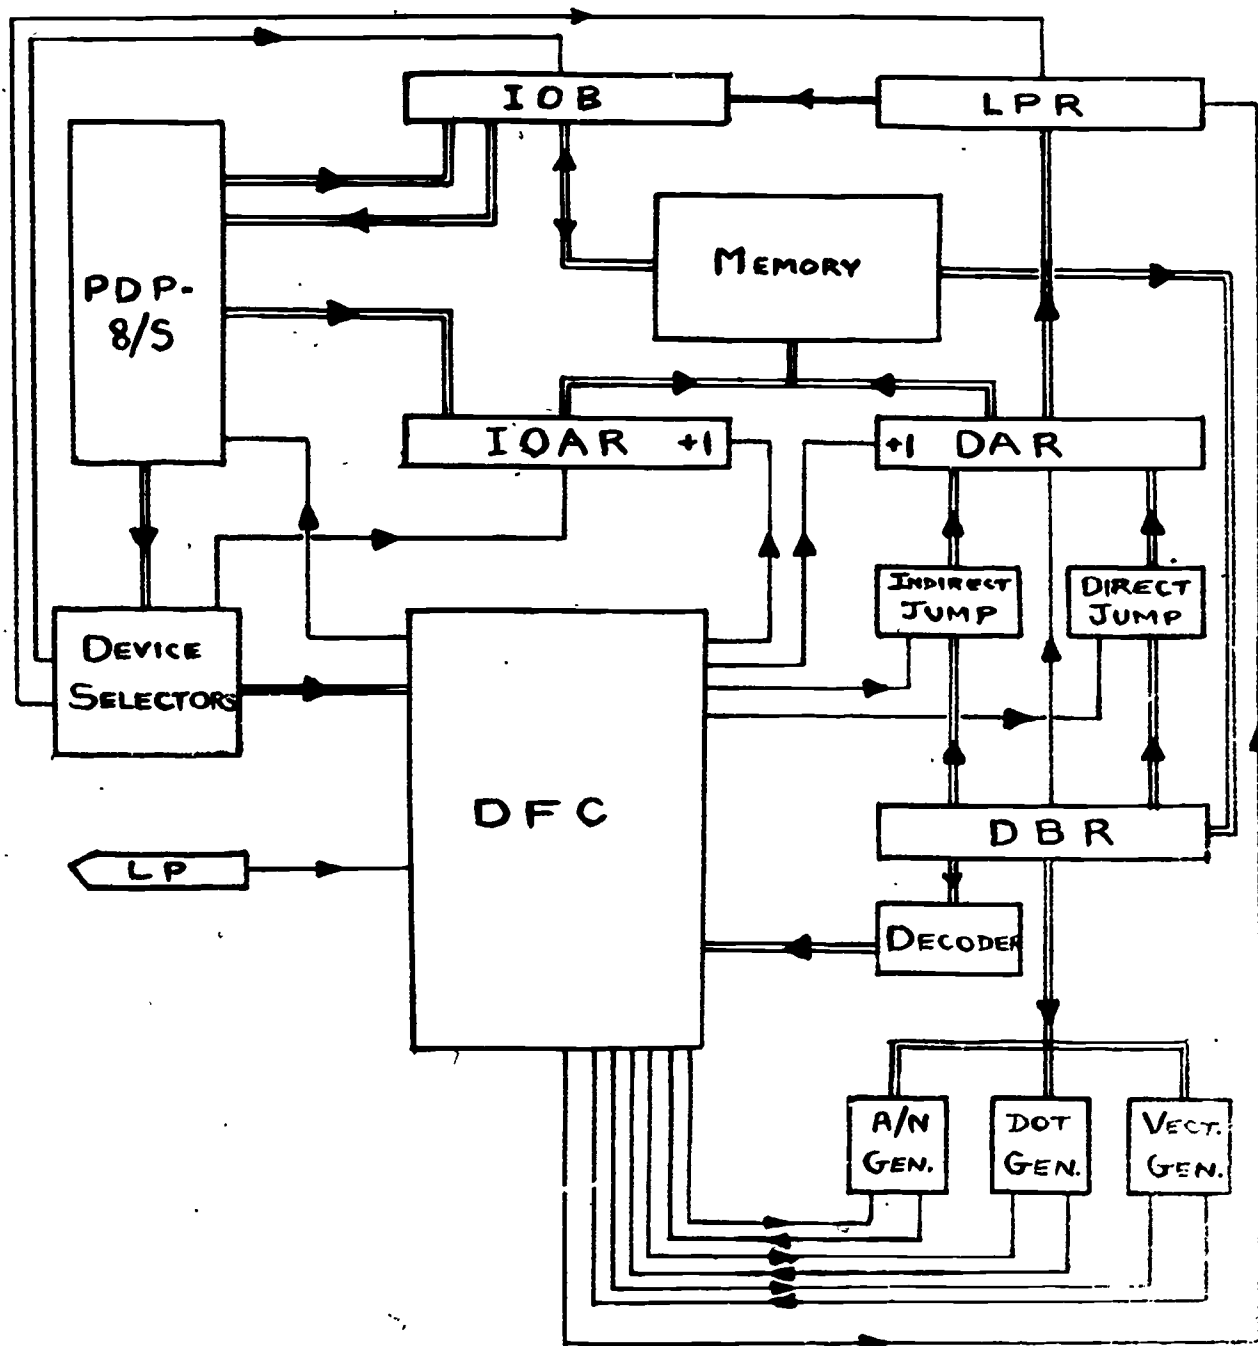 IOB
LPR
PDP-
8/S
MEMORY
IOAR +1
+1 DAR
INDIRECT
JUMP
DIRECT
JUMP
DEVICE
SELECTORS
DFC
DBR
LP
DECODER
A/N
GEN.
DOT
GEN.
VECT.
GEN.